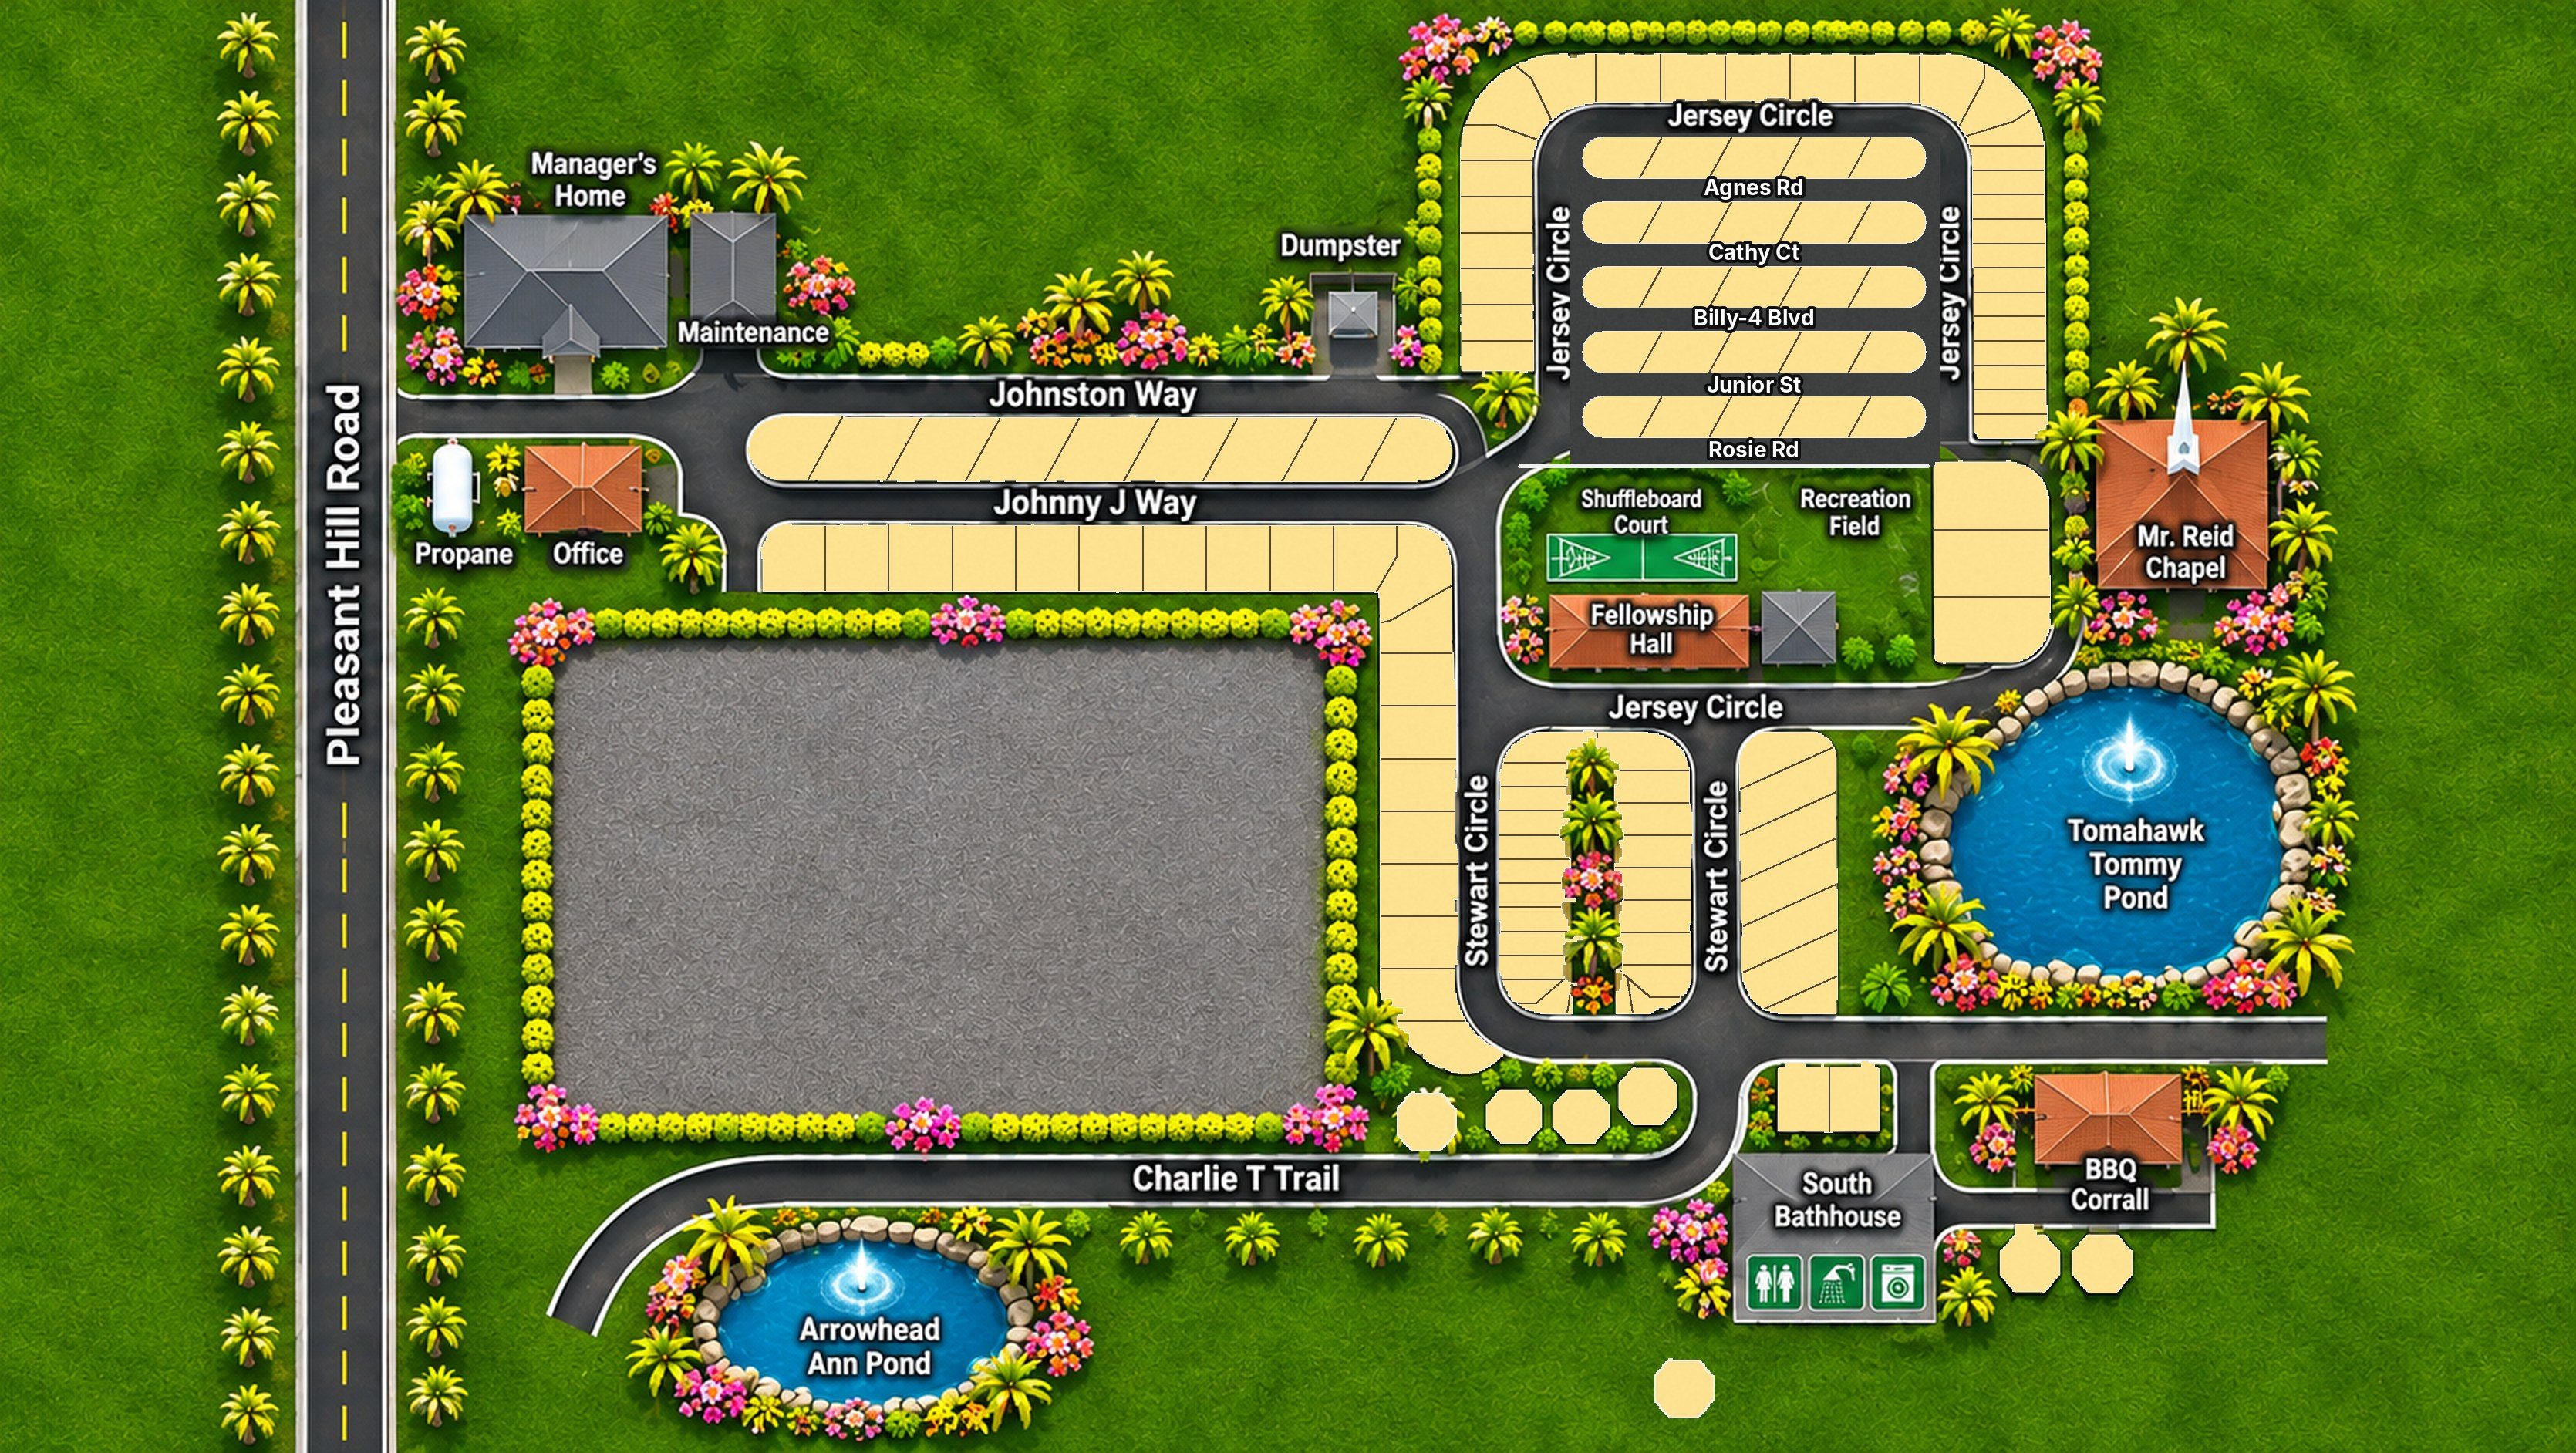 Pleasant Hill Road
Manager's
Home
Maintenance
Dumpster
Johnston Way
Johnny J Way
Propane
Office
Jersey Circle
Jersey Circle
Jersey Circle
Agnes Rd
Cathy Ct
Billy-4 Blvd
Junior St
Rosie Rd
Shuffleboard
Court
Recreation
Field
Fellowship
Hall
Mr. Reid
Chapel
Jersey Circle
Stewart Circle
Stewart Circle
Tomahawk
Tommy
Pond
Charlie T Trail
South
Bathhouse
BBQ
Corrall
Arrowhead
Ann Pond